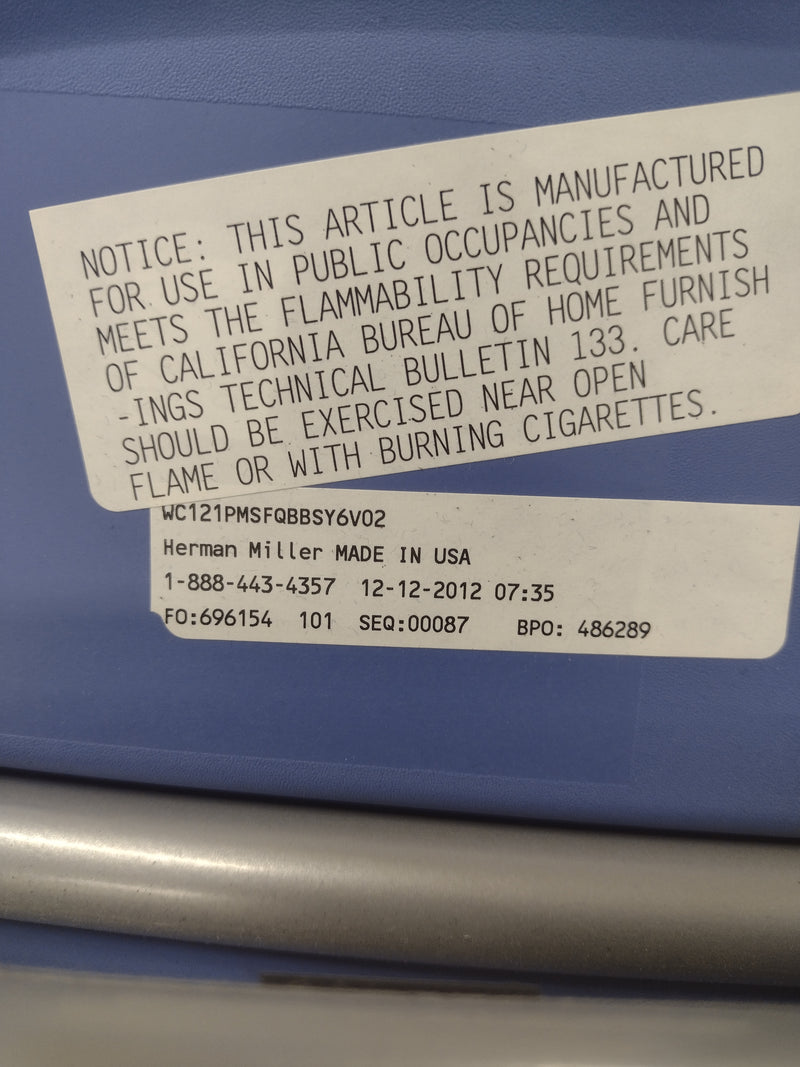 NOTICE: THIS ARTICLE IS MANUFACTURED
FOR USE IN PUBLIC OCCUPANCIES AND
MEETS THE FLAMMABILITY REQUIREMENTS
OF CALIFORNIA BUREAU OF HOME FURNISH
-INGS TECHNICAL BULLETIN 133. CARE
SHOULD BE EXERCISED NEAR OPEN
FLAME OR WITH BURNING CIGARETTES.
WC121PMSFQBBSY6V02
Herman Miller MADE IN USA
1-888-443-4357 12-12-2012 07:35
FO:696154 101 SEQ:00087 BPO: 486289